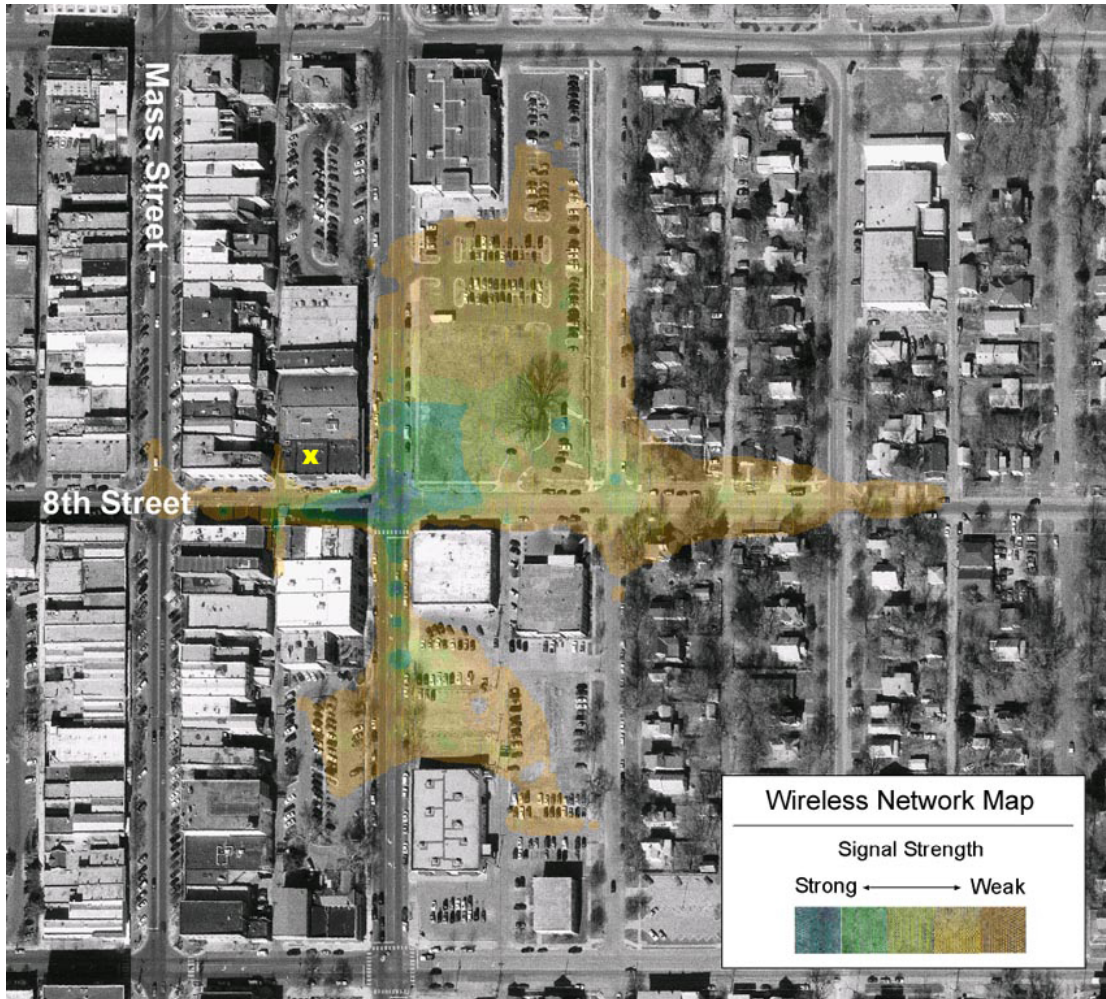 Mass. Street
x
8th Street
Wireless Network Map
Signal Strength
Strong
Weak